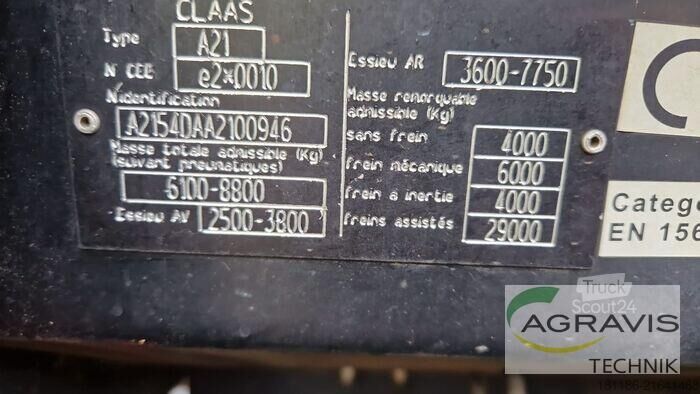 CLAAS
Type A21
N CEE e2*0010
N identification
A2154DAA2100946
Masse totale admissible (Kg)
(suivant pneumatiques)
6100-8800
Essieu AV 2500-3800
Essieu AR 3600-7750
Masse remorquable
admissible (Kg)
sans frein 4000
frein mécanique 6000
frein a inertie 4000
freins assistés 29000
C
Catego
EN 156
Truck
Scout24
AGRAVIS
TECHNIK